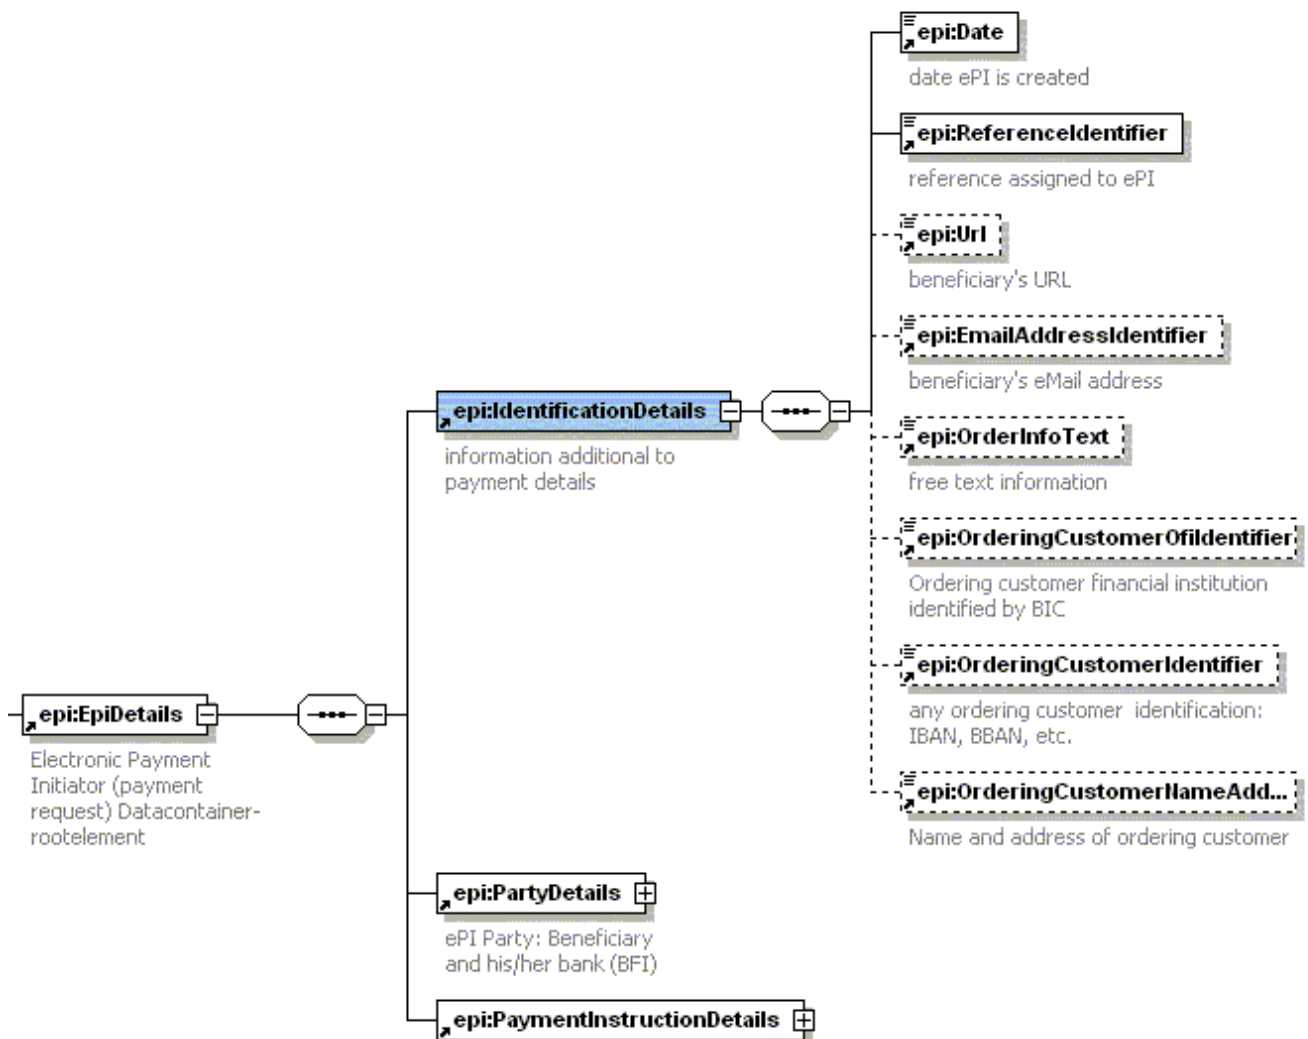 epi:Date
date ePI is created
epi:ReferenceIdentifier
reference assigned to ePI
epi:Url
beneficiary's URL
epi:EmailAddressIdentifier
beneficiary's eMail address
epi:IdentificationDetails
information additional to
payment details
epi:OrderInfoText
free text information
epi:OrderingCustomerOfiIdentifier
Ordering customer financial institution
identified by BIC
epi:OrderingCustomerIdentifier
any ordering customer identification:
IBAN, BBAN, etc.
epi:OrderingCustomerNameAdd...
Name and address of ordering customer
epi:EpiDetails
Electronic Payment
Initiator (payment
request) Datacontainer-
rootelement
epi:PartyDetails
ePI Party: Beneficiary
and his/her bank (BFI)
epi:PaymentInstructionDetails